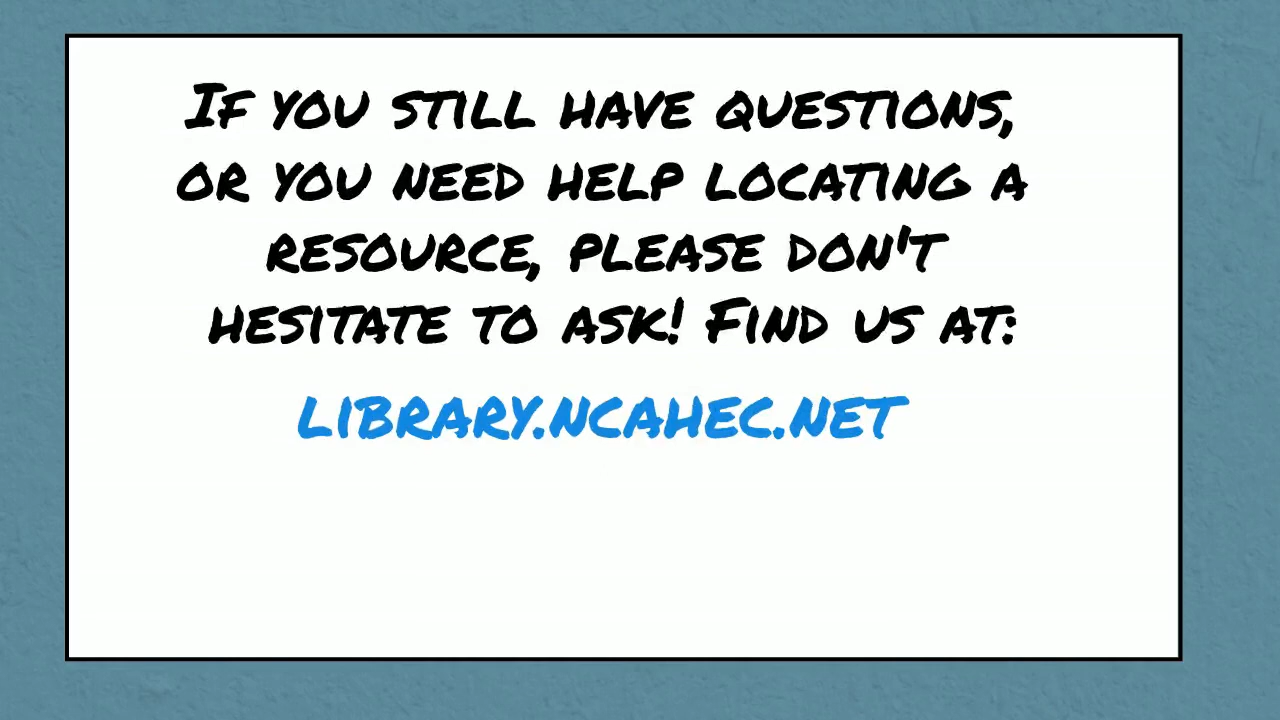 If you still have questions,
or you need help locating a
resource, please don't
hesitate to ask! Find us at:
library.ncahec.net